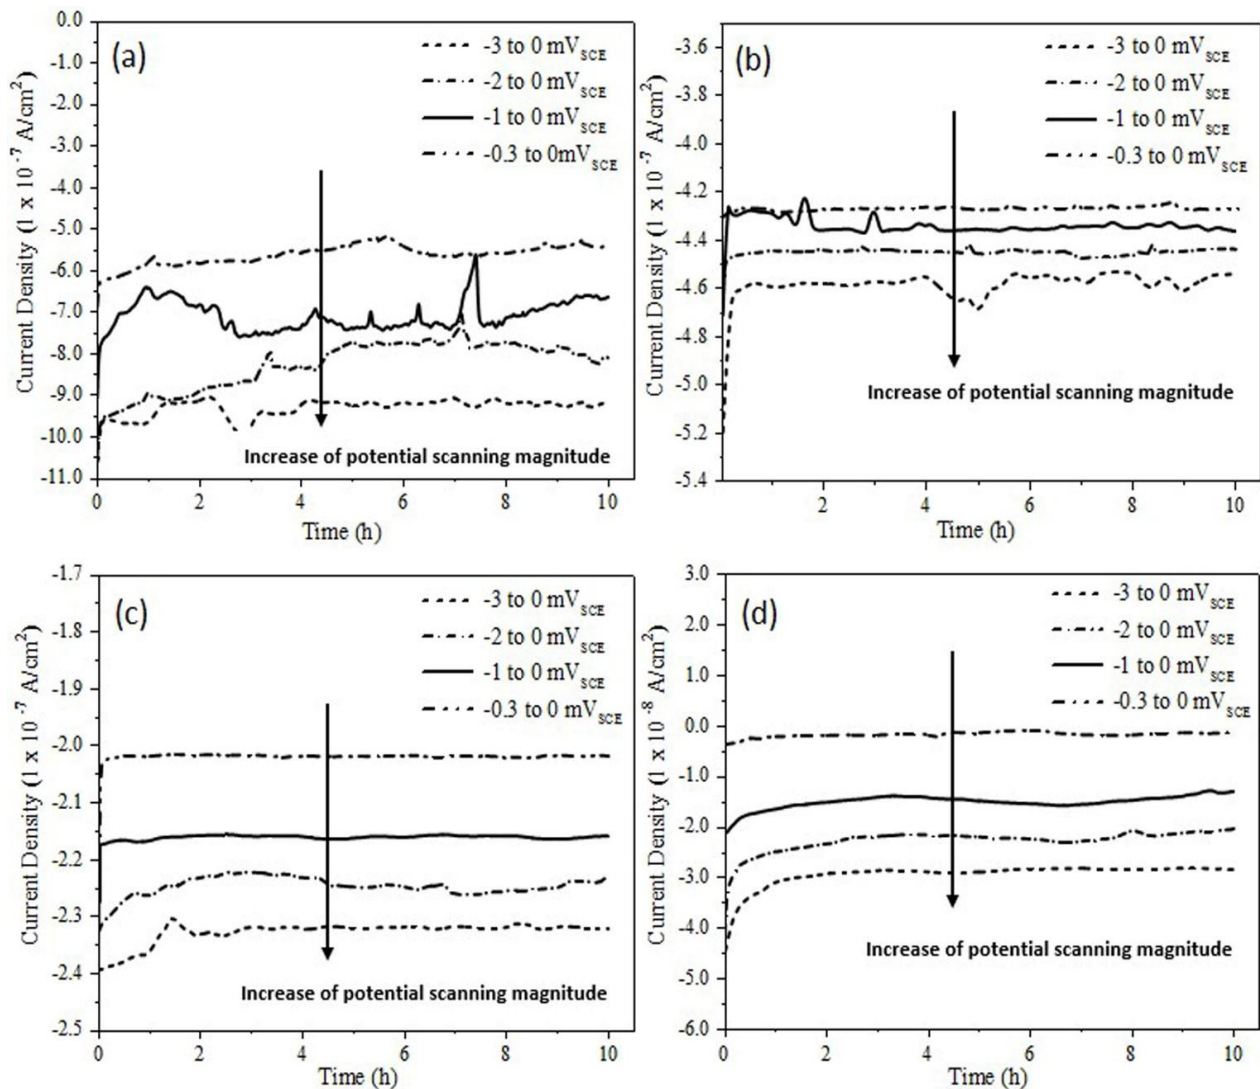 (a)
-3 to 0 mV_SCE
-2 to 0 mV_SCE
-1 to 0 mV_SCE
-0.3 to 0mV_SCE
0.0
-1.0
-2.0
-3.0
-4.0
-5.0
-6.0
-7.0
-8.0
-9.0
-10.0
-11.0
Current Density (1 x 10^-7 A/cm^2)
Increase of potential scanning magnitude
0 2 4 6 8 10
Time (h)
(b)
-3 to 0 mV_SCE
-2 to 0 mV_SCE
-1 to 0 mV_SCE
-0.3 to 0 mV_SCE
-3.6
-3.8
-4.0
-4.2
-4.4
-4.6
-4.8
-5.0
-5.2
-5.4
Current Density (1 x 10^-7 A/cm^2)
Increase of potential scanning magnitude
2 4 6 8 10
Time (h)
(c)
-3 to 0 mV_SCE
-2 to 0 mV_SCE
-1 to 0 mV_SCE
-0.3 to 0 mV_SCE
-1.7
-1.8
-1.9
-2.0
-2.1
-2.2
-2.3
-2.4
-2.5
Current Density (1 x 10^-7 A/cm^2)
Increase of potential scanning magnitude
0 2 4 6 8 10
Time (h)
(d)
-3 to 0 mV_SCE
-2 to 0 mV_SCE
-1 to 0 mV_SCE
-0.3 to 0 mV_SCE
3.0
2.0
1.0
0.0
-1.0
-2.0
-3.0
-4.0
-5.0
-6.0
Current Density (1 x 10^-8 A/cm^2)
Increase of potential scanning magnitude
0 2 4 6 8 10
Time (h)